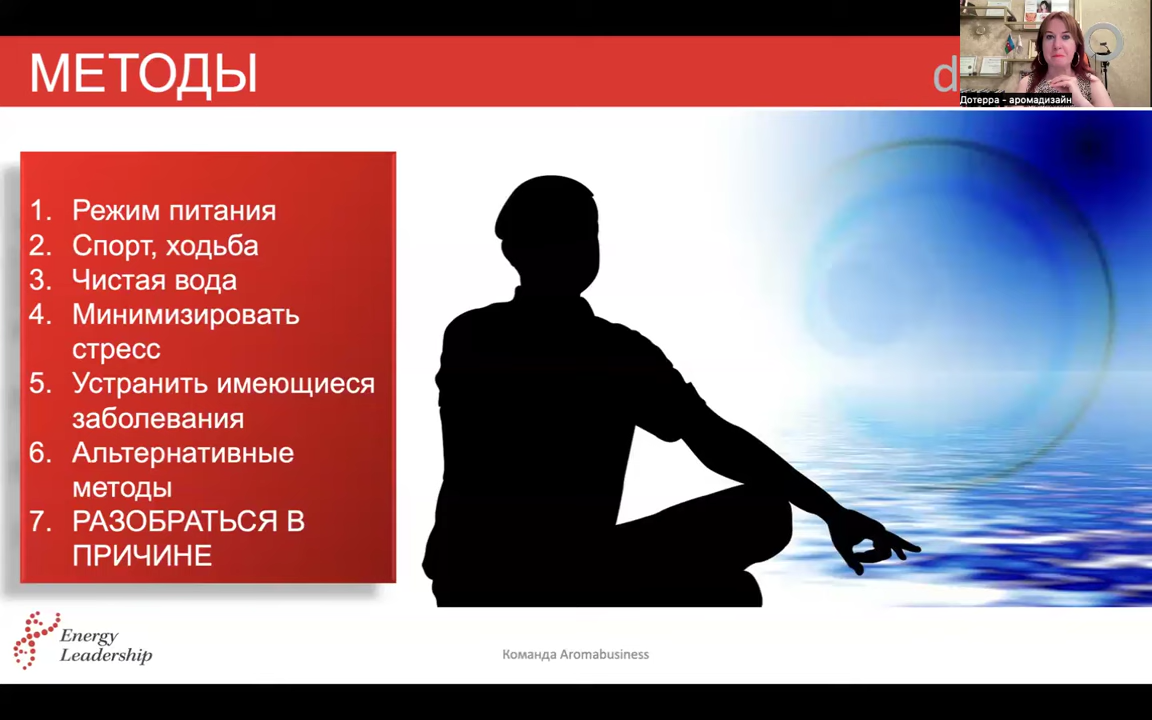 МЕТОДЫ
d
Дотерра - аромадизайн
1. Режим питания
2. Спорт, ходьба
3. Чистая вода
4. Минимизировать
стресс
5. Устранить имеющиеся
заболевания
6. Альтернативные
методы
7. РАЗОБРАТЬСЯ В
ПРИЧИНЕ
Energy
Leadership
Команда Aromabusiness